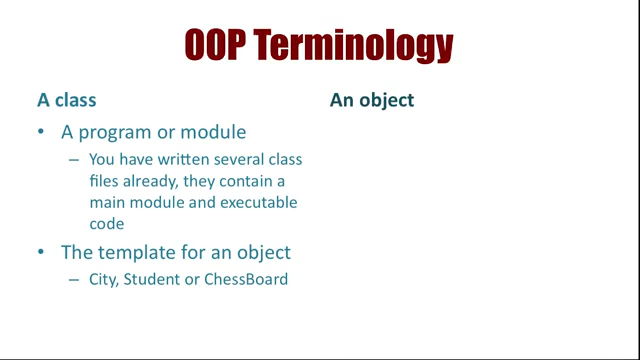 OOP Terminology
A class
• A program or module
– You have written several class
files already, they contain a
main module and executable
code
• The template for an object
– City, Student or ChessBoard
An object